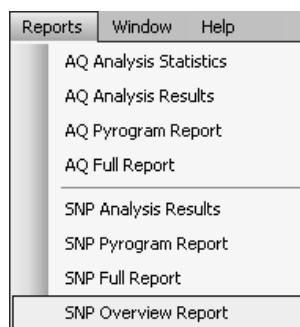 Reports Window Help
AQ Analysis Statistics
AQ Analysis Results
AQ Pyrogram Report
AQ Full Report
SNP Analysis Results
SNP Pyrogram Report
SNP Full Report
SNP Overview Report